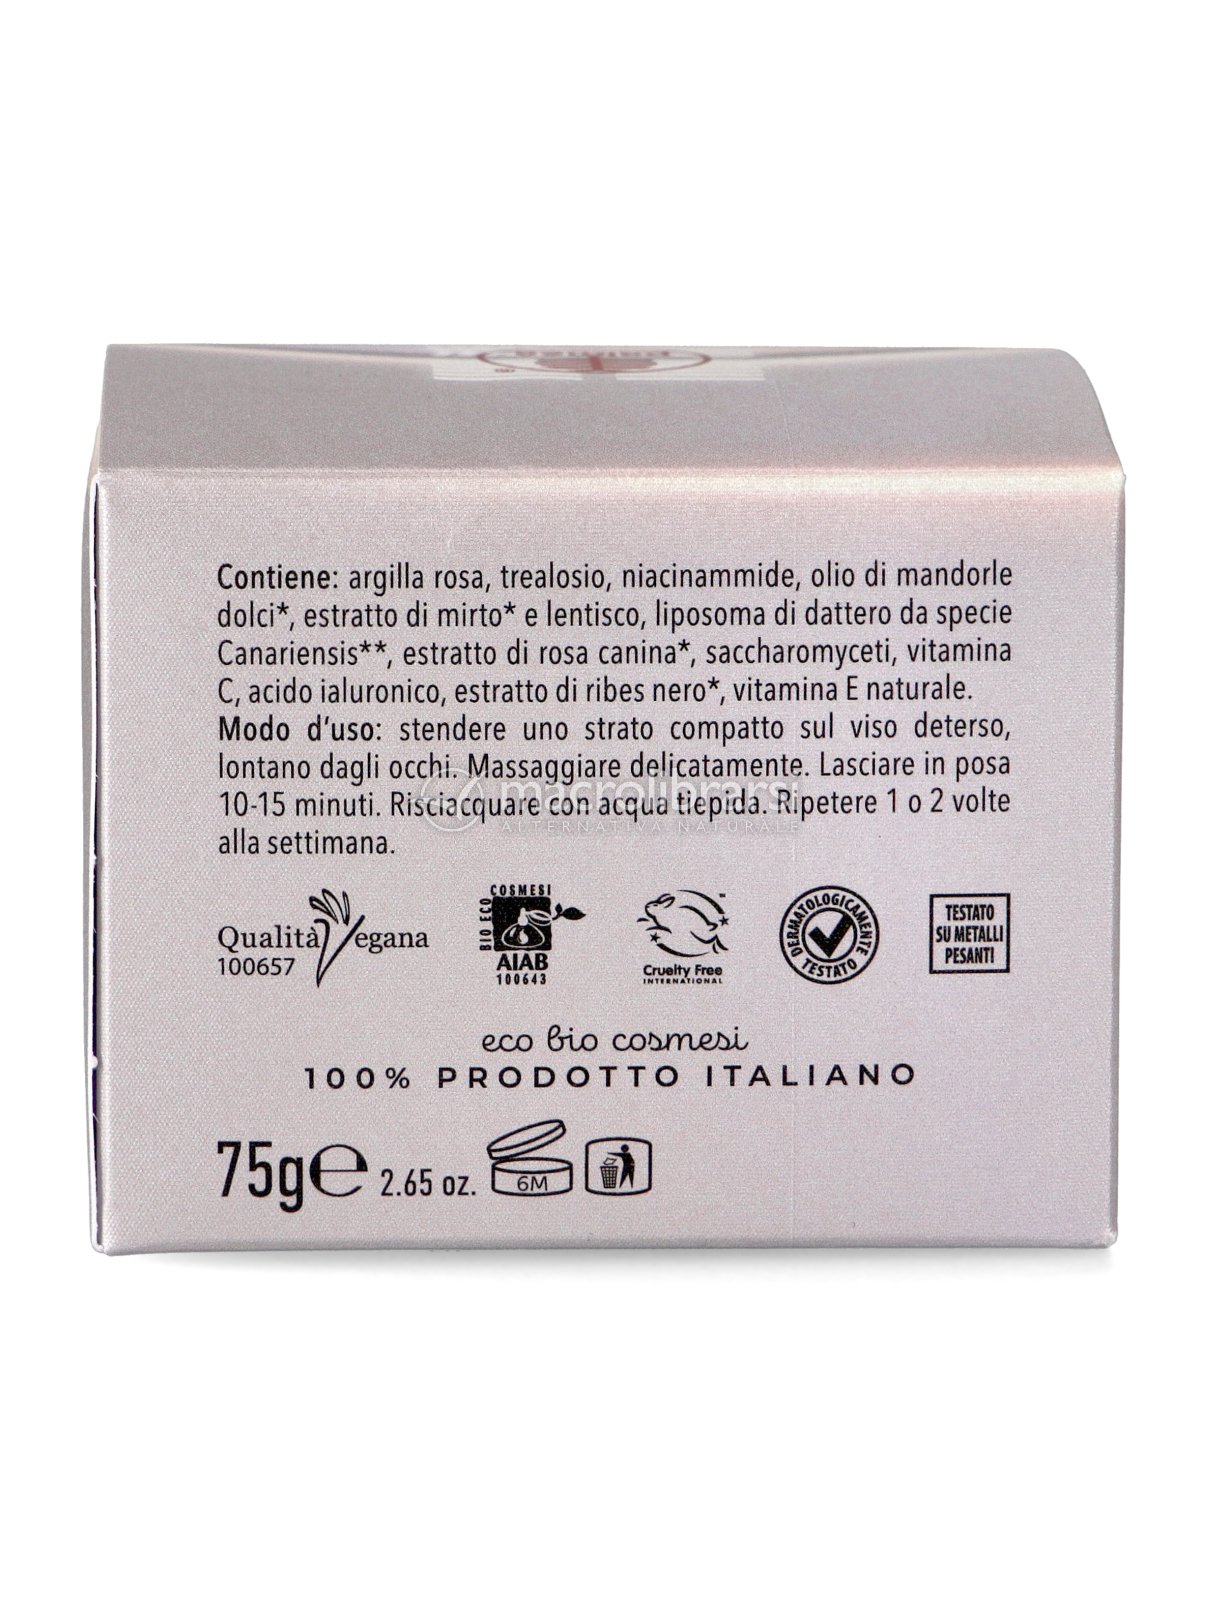 Contiene: argilla rosa, trealosio, niacinammide, olio di mandorle
dolci*, estratto di mirto* e lentisco, liposoma di dattero da specie
Canariensis**, estratto di rosa canina*, saccharomyceti, vitamina
C, acido ialuronico, estratto di ribes nero*, vitamina E naturale.
Modo d'uso: stendere uno strato compatto sul viso deterso,
lontano dagli occhi. Massaggiare delicatamente. Lasciare in posa
10-15 minuti. Risciacquare con acqua tiepida. Ripetere 1 o 2 volte
alla settimana.
macrolibrarsi
ALTERNATIVA NATURALE
Qualità Vegana
100657
COSMESI
BIO ECO
AIAB
100643
Cruelty Free
INTERNATIONAL
™
DERMATOLOGICAMENTE
TESTATO
TESTATO
SU METALLI
PESANTI
eco bio cosmesi
100% PRODOTTO ITALIANO
75g℮ 2.65 oz.
6M